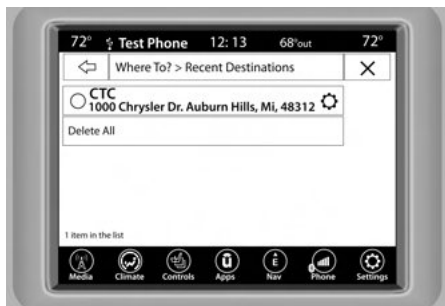 72° Test Phone 12:13 68°out 72°
Where To? > Recent Destinations
CTC
1000 Chrysler Dr. Auburn Hills, Mi, 48312
Delete All
1 item in the list
ū E
Media Climate Controls Apps Nav Phone Settings